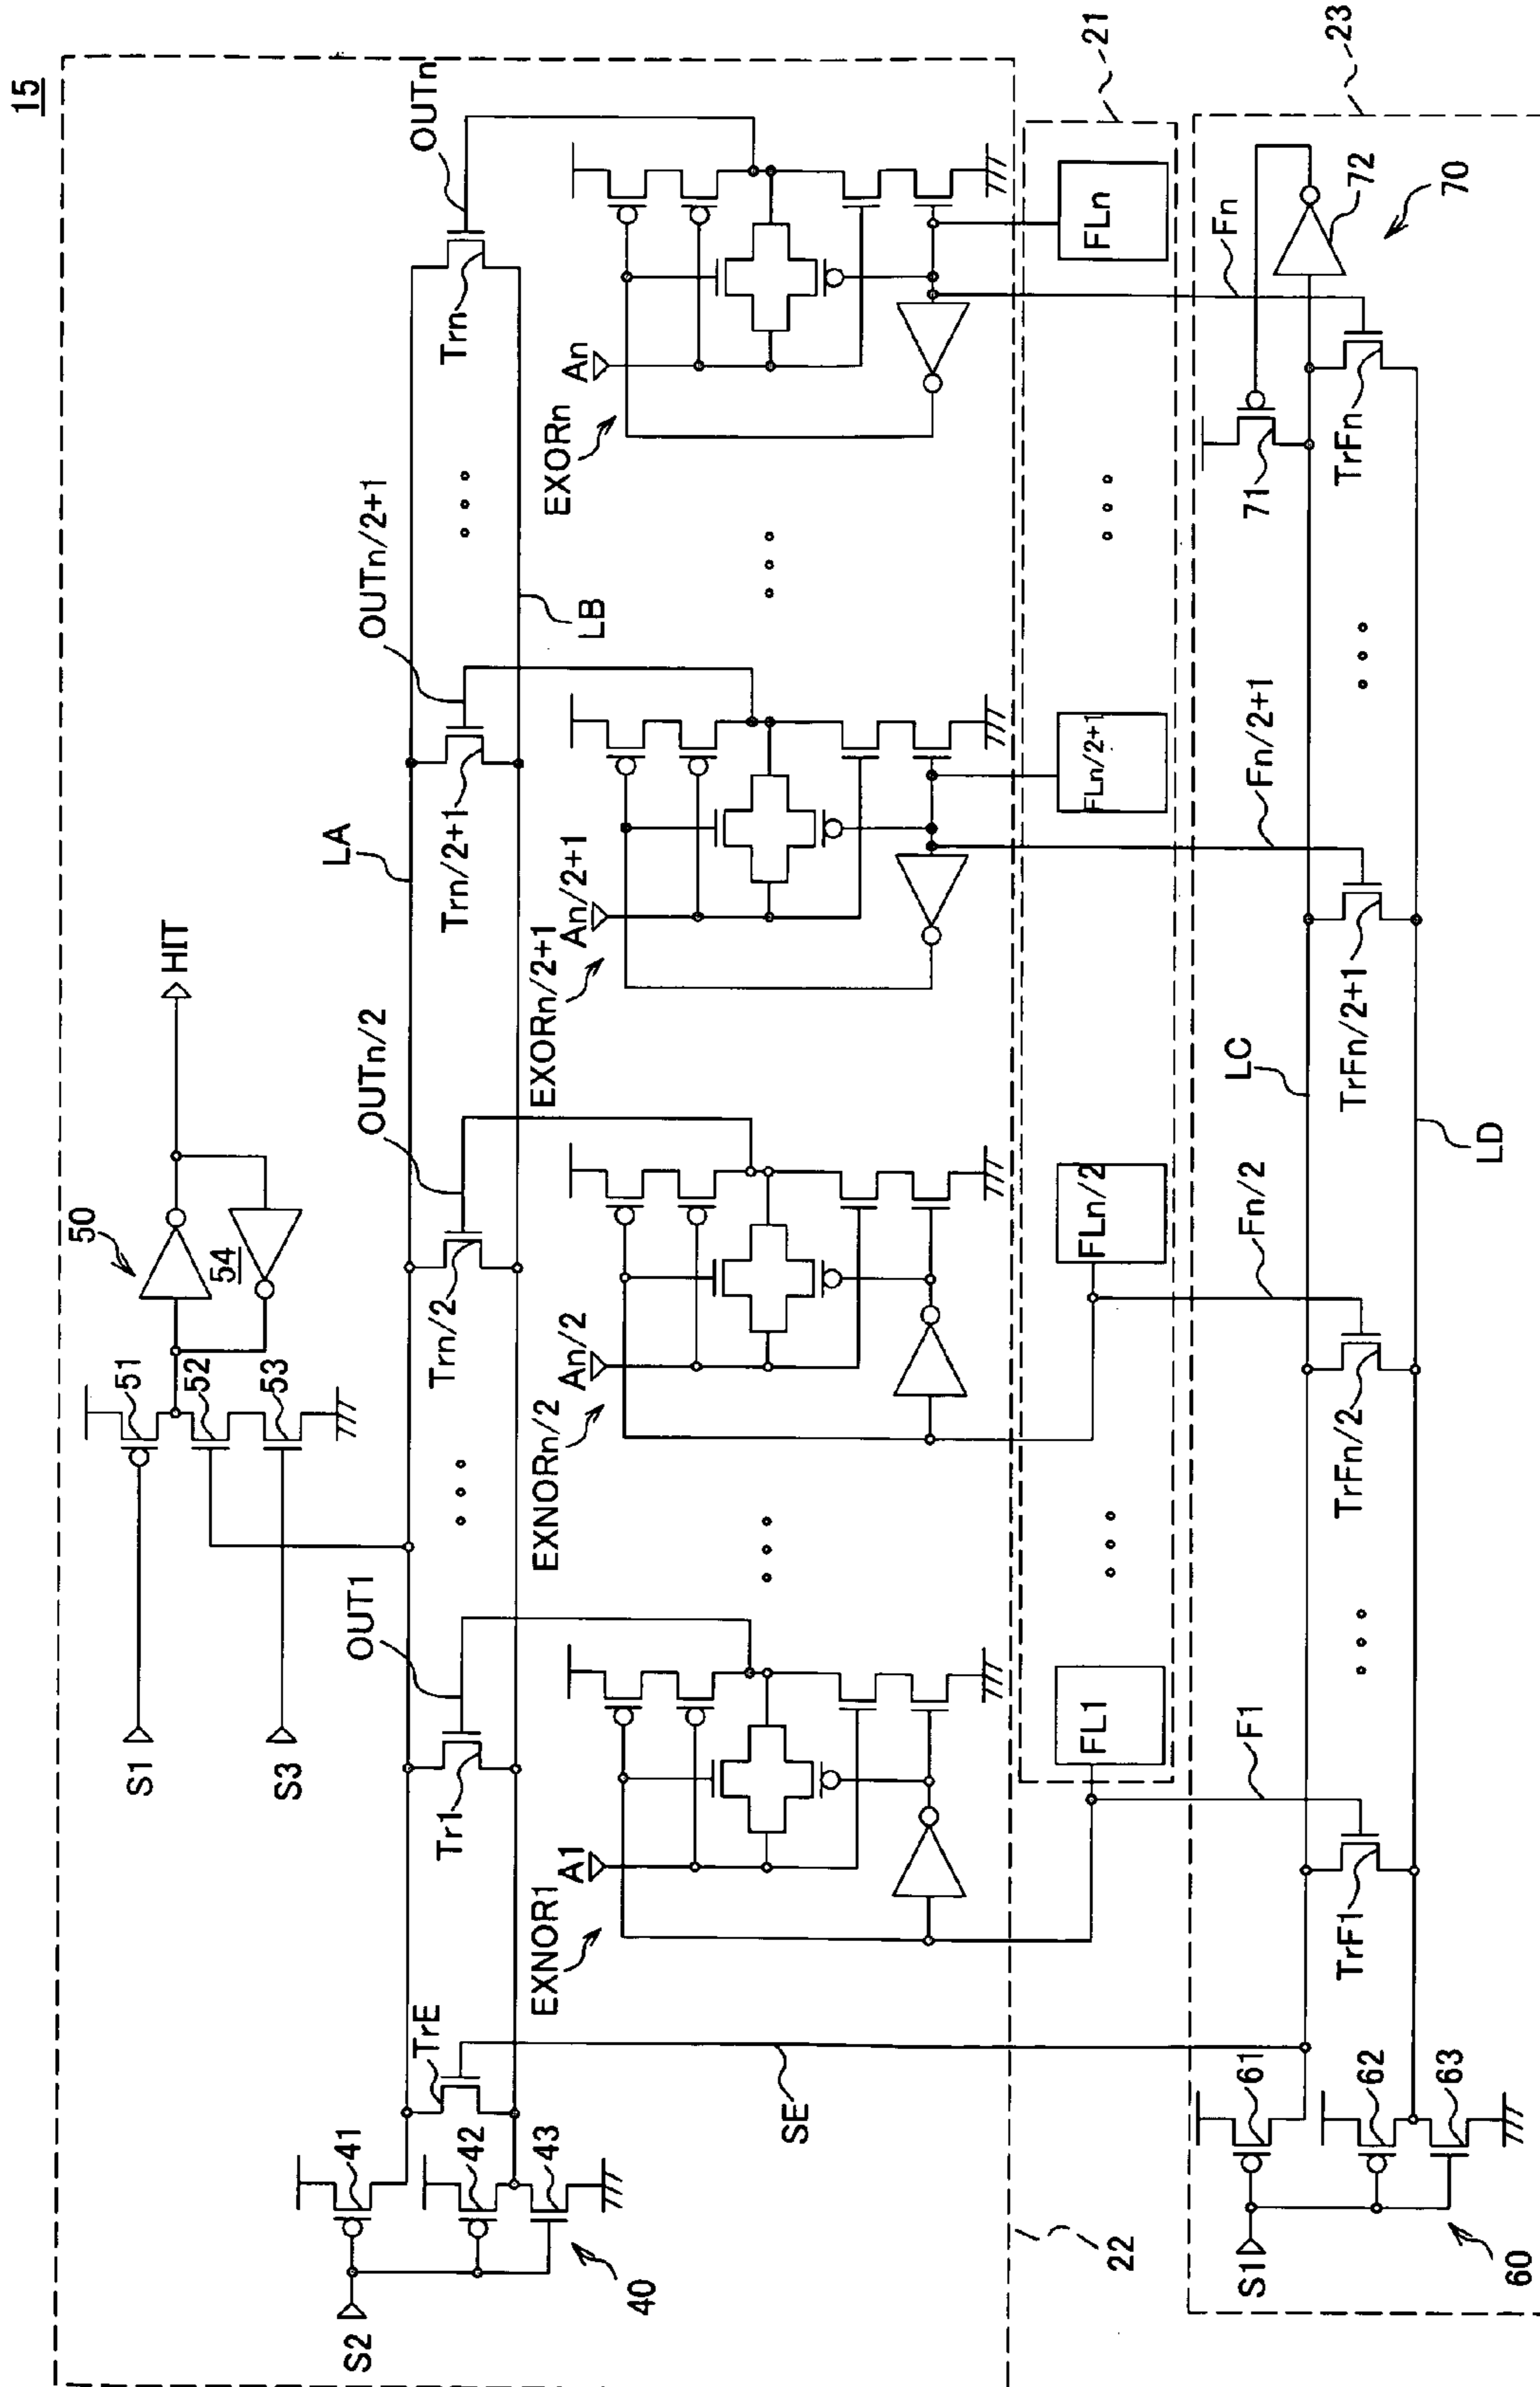 15
S1
S3
51
52
53
50
54
HIT
S2
41
42
43
40
TrE
LA
LB
OUT1
Tr1
OUTn/2
Trn/2
OUTn/2+1
Trn/2+1
OUTn
Trn
EXNOR1
A1
EXNORn/2
An/2
EXORn/2+1
An/2+1
EXORn
An
SE
22
FL1
FLn/2
FLn/2+1
FLn
21
F1
Fn/2
Fn/2+1
Fn
S1
61
62
63
60
TrF1
TrFn/2
TrFn/2+1
TrFn
LC
LD
71
72
70
23